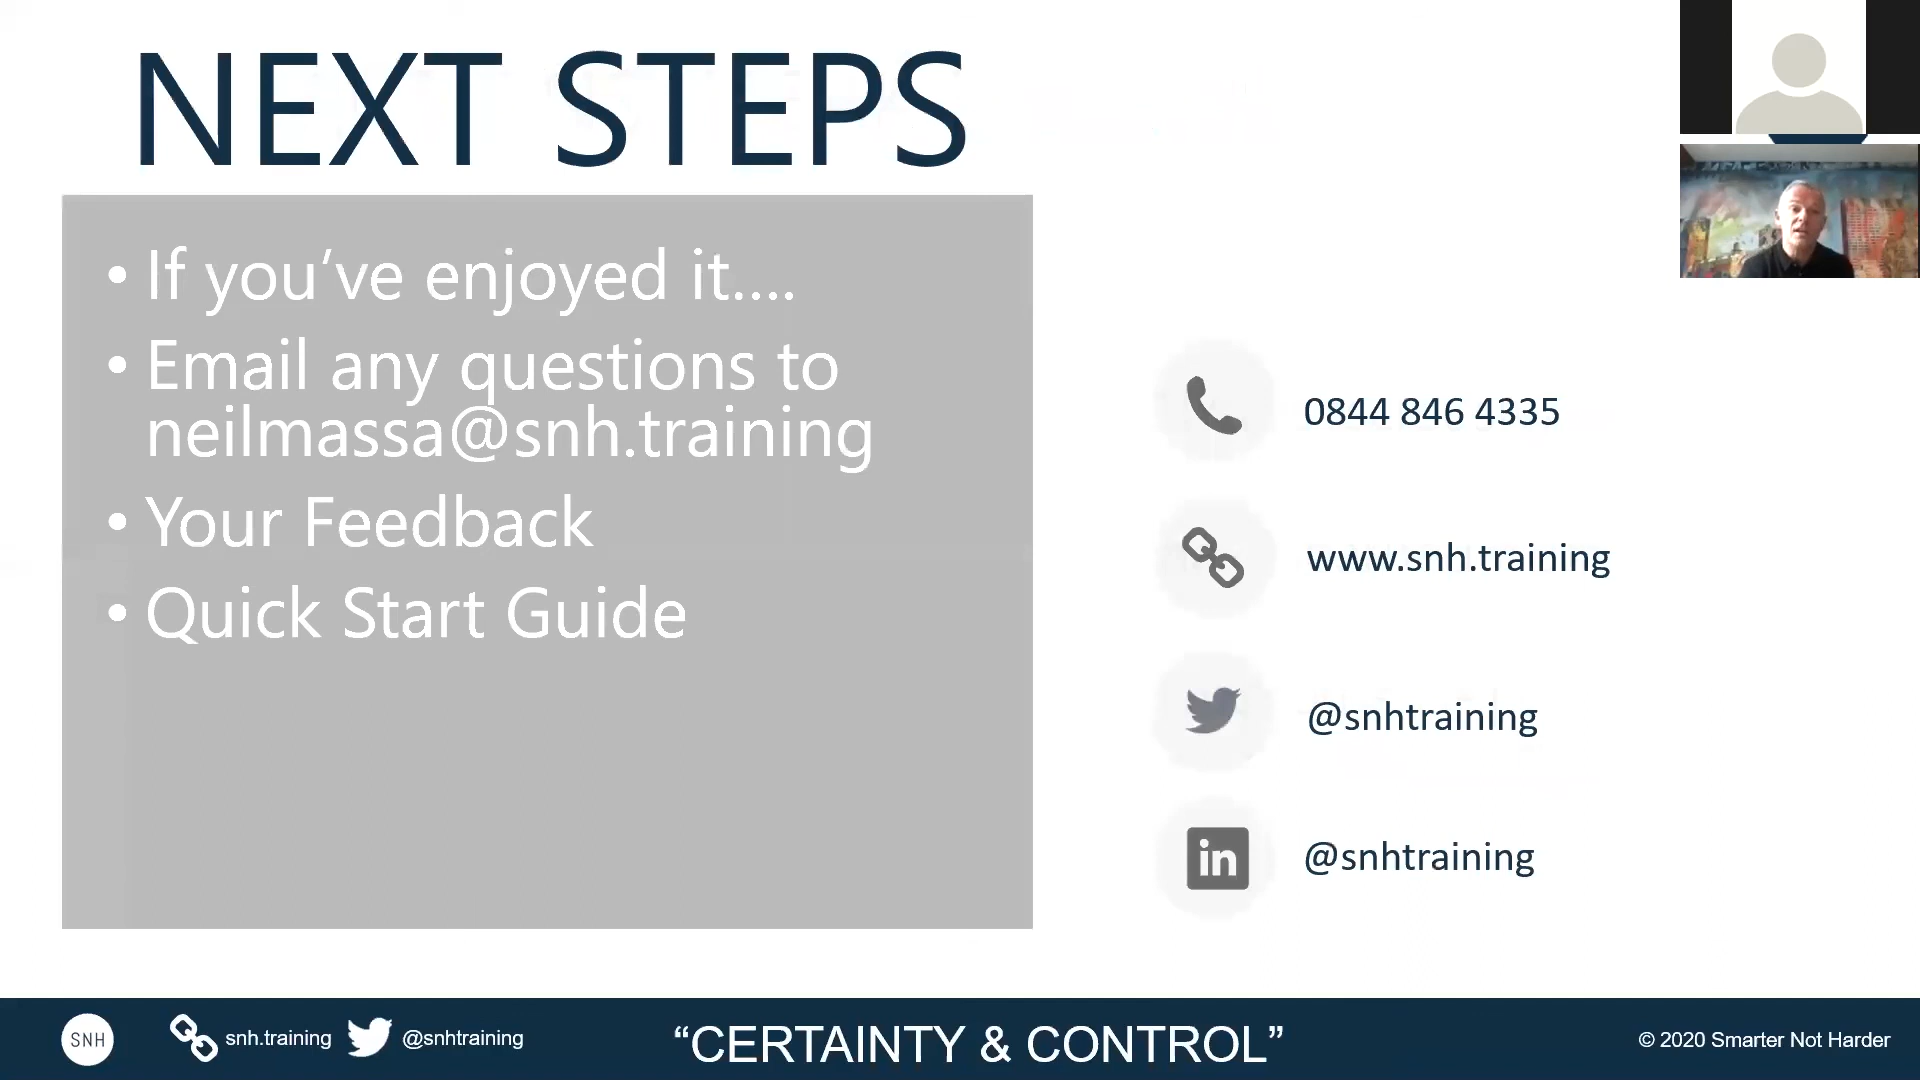 NEXT STEPS
• If you’ve enjoyed it....
• Email any questions to
neilmassa@snh.training
• Your Feedback
• Quick Start Guide
0844 846 4335
www.snh.training
@snhtraining
in
@snhtraining
SNH
snh.training
@snhtraining
“CERTAINTY & CONTROL”
© 2020 Smarter Not Harder